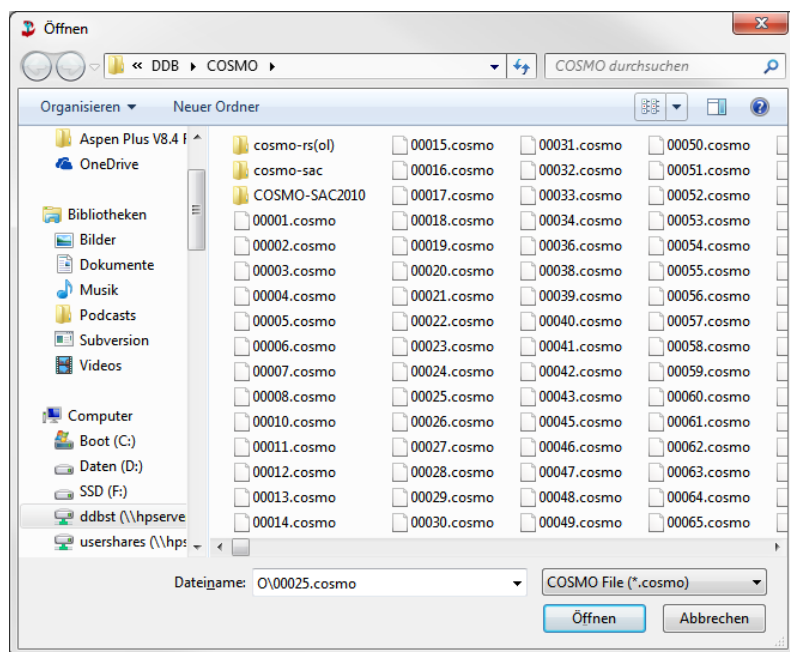 Öffnen
« DDB ▸ COSMO ▸
COSMO durchsuchen
Organisieren ▾ Neuer Ordner
Aspen Plus V8.4 F
OneDrive
Bibliotheken
Bilder
Dokumente
Musik
Podcasts
Subversion
Videos
Computer
Boot (C:)
Daten (D:)
SSD (F:)
ddbst (\\hpserve
usershares (\\hps
cosmo-rs(ol)
cosmo-sac
COSMO-SAC2010
00001.cosmo
00002.cosmo
00003.cosmo
00004.cosmo
00005.cosmo
00006.cosmo
00007.cosmo
00008.cosmo
00010.cosmo
00011.cosmo
00012.cosmo
00013.cosmo
00014.cosmo
00015.cosmo
00016.cosmo
00017.cosmo
00018.cosmo
00019.cosmo
00020.cosmo
00021.cosmo
00022.cosmo
00023.cosmo
00024.cosmo
00025.cosmo
00026.cosmo
00027.cosmo
00028.cosmo
00029.cosmo
00030.cosmo
00031.cosmo
00032.cosmo
00033.cosmo
00034.cosmo
00036.cosmo
00038.cosmo
00039.cosmo
00040.cosmo
00041.cosmo
00042.cosmo
00043.cosmo
00045.cosmo
00046.cosmo
00047.cosmo
00048.cosmo
00049.cosmo
00050.cosmo
00051.cosmo
00052.cosmo
00053.cosmo
00054.cosmo
00055.cosmo
00056.cosmo
00057.cosmo
00058.cosmo
00059.cosmo
00060.cosmo
00061.cosmo
00062.cosmo
00063.cosmo
00064.cosmo
00065.cosmo
Dateiname: O\00025.cosmo
COSMO File (*.cosmo)
Öffnen
Abbrechen